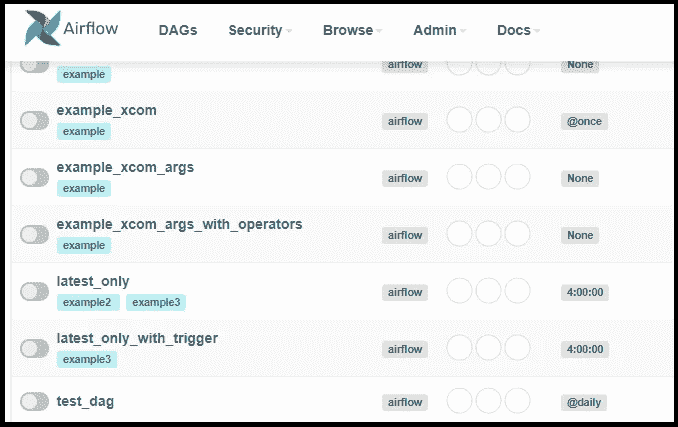 Airflow DAGs Security Browse Admin Docs
airflow None
example
example_xcom
example airflow @once
example_xcom_args
example airflow None
example_xcom_args_with_operators
example airflow None
latest_only
example2 example3 airflow 4:00:00
latest_only_with_trigger
example3 airflow 4:00:00
test_dag airflow @daily